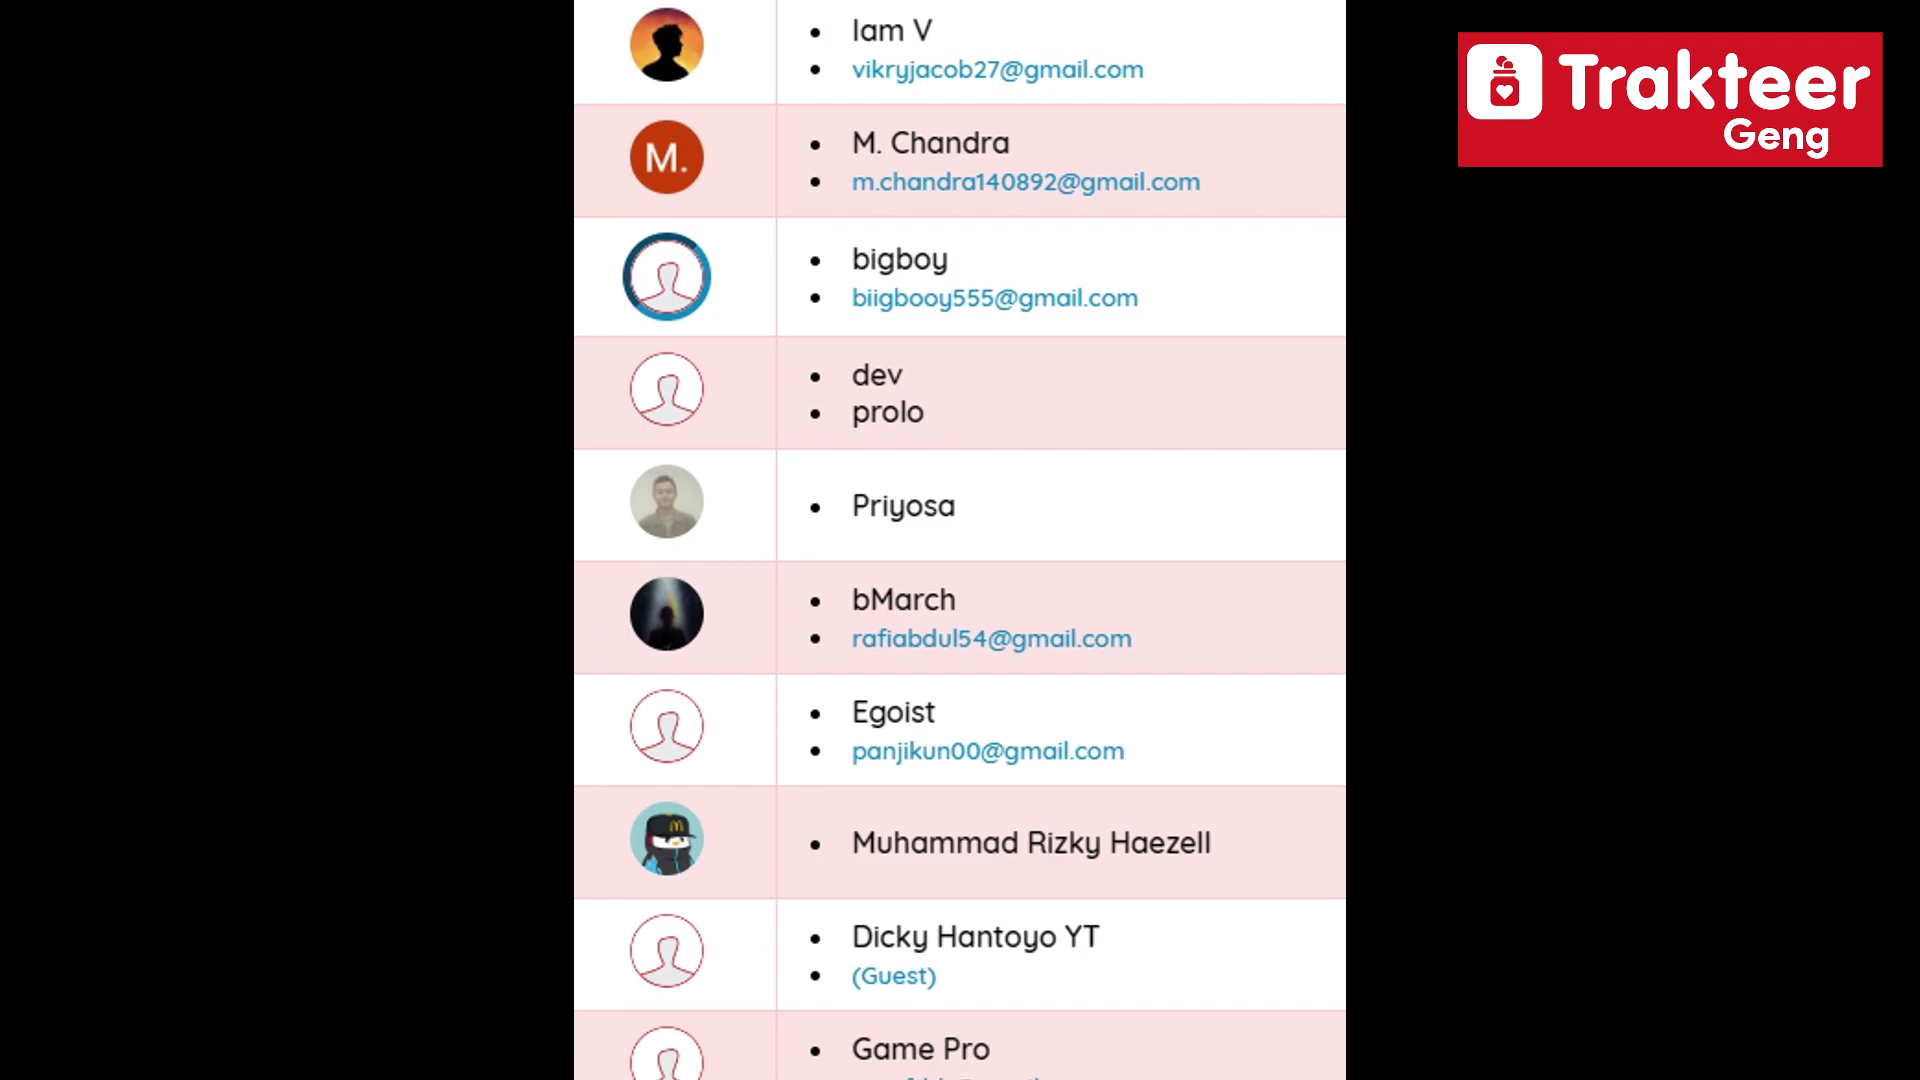 Iam V
vikryjacob27@gmail.com
M.
M. Chandra
m.chandra140892@gmail.com
bigboy
biigbooy555@gmail.com
dev
prolo
Priyosa
bMarch
rafiabdul54@gmail.com
Egoist
panjikun00@gmail.com
Muhammad Rizky Haezell
Dicky Hantoyo YT
(Guest)
Game Pro
Trakteer
Geng